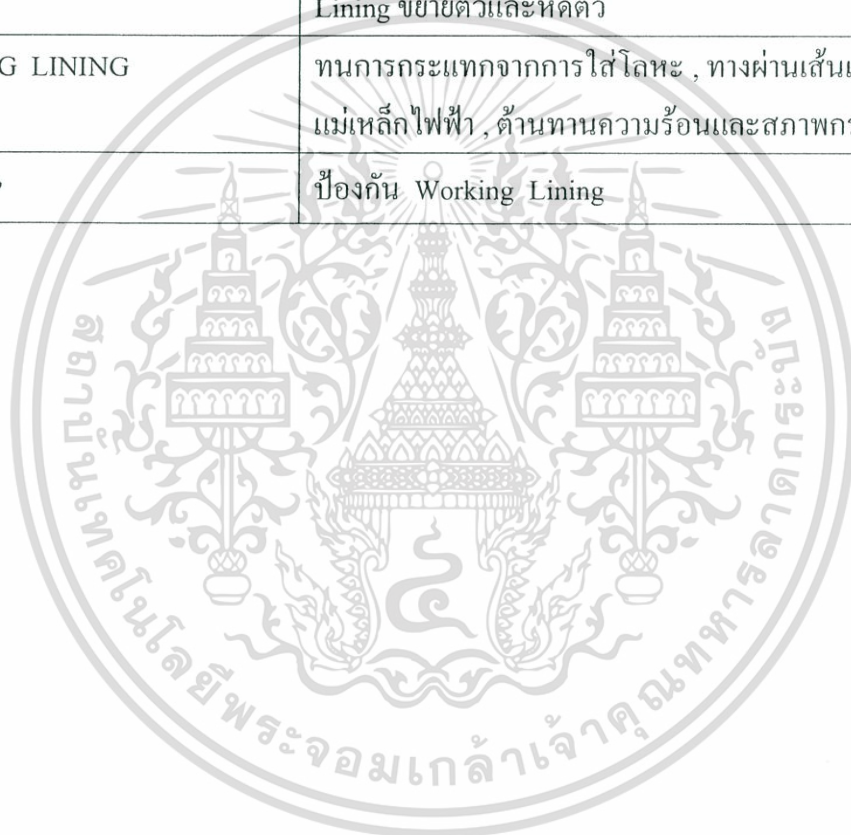 Lining ขยายตัวและหดตัว
G LINING
ทนการกระแทกจากการใส่โลหะ , ทางผ่านเส้นแ
แม่เหล็กไฟฟ้า , ต้านทานความร้อนและสภาพกร
ป้องกัน Working Lining
สถาบันเทคโนโลยีพระจอมเกล้าเจ้าคุณทหารลาดกระบัง